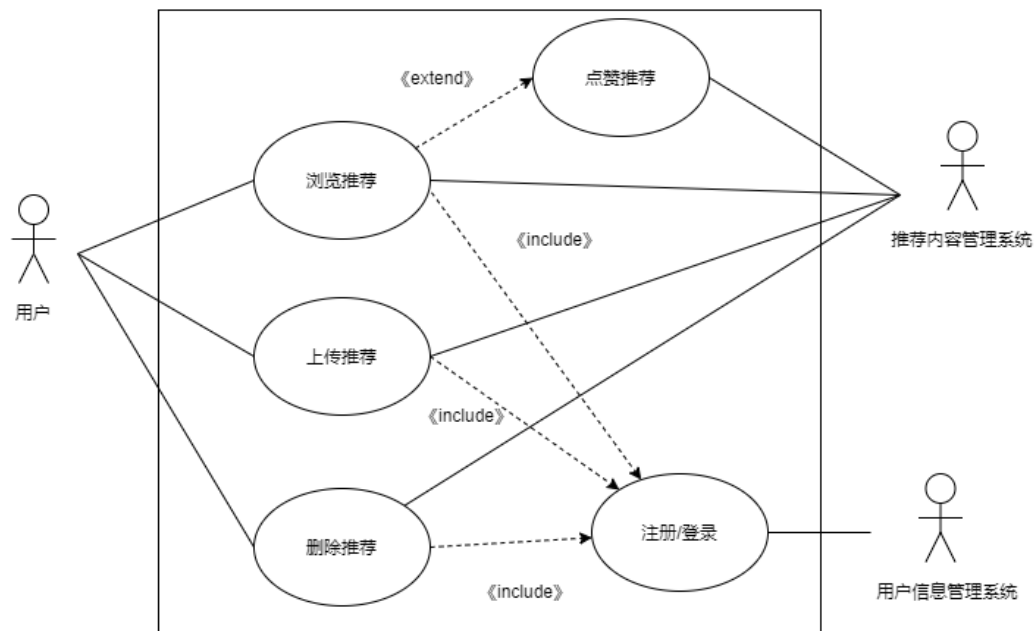 《extend》
点赞推荐
浏览推荐
《include》
推荐内容管理系统
用户
上传推荐
《include》
删除推荐
注册/登录
《include》
用户信息管理系统